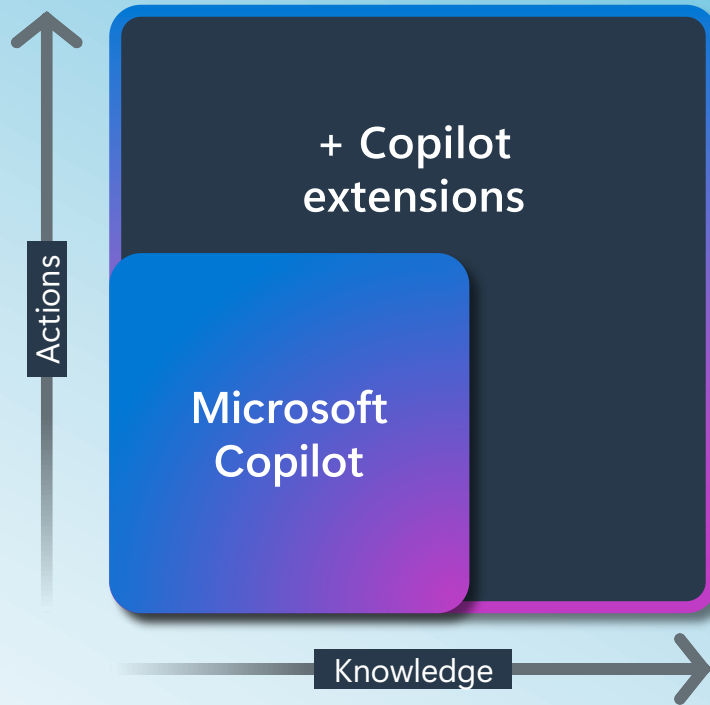 + Copilot
extensions
Actions
Microsoft
Copilot
Knowledge